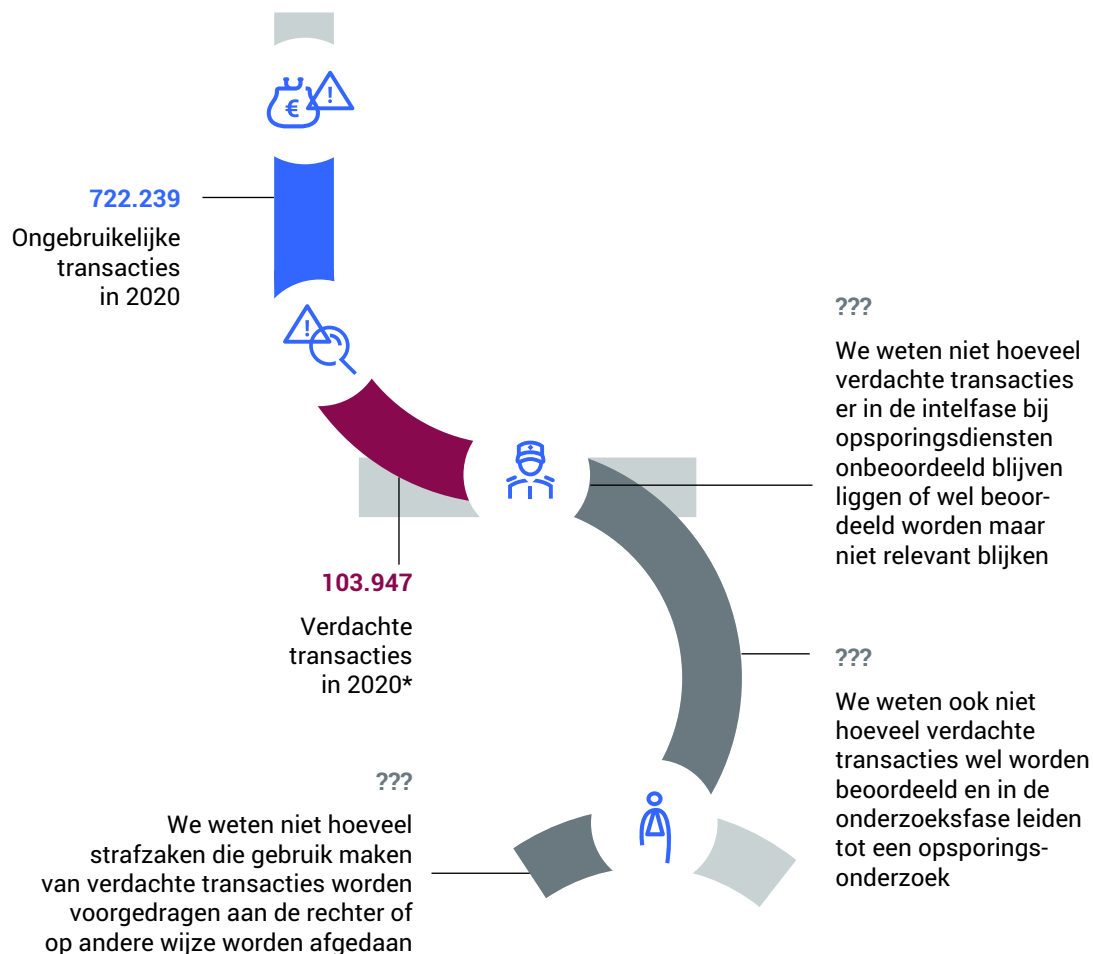 €
!
722.239
Ongebruikelijke
transacties
in 2020
!
???
We weten niet hoeveel
verdachte transacties
er in de intelfase bij
opsporingsdiensten
onbeoordeeld blijven
liggen of wel beoor-
deeld worden maar
niet relevant blijken
103.947
Verdachte
transacties
in 2020*
???
We weten ook niet
hoeveel verdachte
transacties wel worden
beoordeeld en in de
onderzoeksfase leiden
tot een opsporings-
onderzoek
???
We weten niet hoeveel
strafzaken die gebruik maken
van verdachte transacties worden
voorgedragen aan de rechter of
op andere wijze worden afgedaan